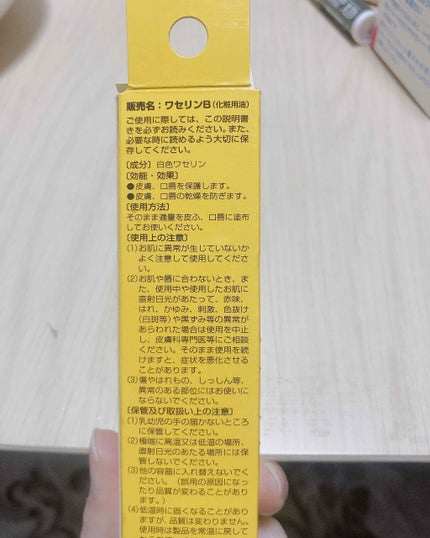 販売名：ワセリンB（化粧用油）
ご使用に際しては、この説明書
きを必ずお読みください。また、
必要な時に読めるよう大切に保
存してください。
〔成分〕白色ワセリン
〔効能・効果〕
●皮膚、口唇を保護します。
●皮膚、口唇の乾燥を防ぎます。
〔使用方法〕
そのまま適量を皮ふ、口唇に塗布
してお使いください。
〔使用上の注意〕
(1)お肌に異常が生じていないか
よく注意して使用してくださ
い。
(2)お肌や唇に合わないとき、ま
た、使用中や使用したお肌に
直射日光があたって、赤味、
はれ、かゆみ、刺激、色抜け
(白斑等)や黒ずみ等の異常が
あらわれた場合は使用を中止
し、皮膚科専門医等にご相談
ください。そのまま使用を続
けますと、症状を悪化させる
ことがあります。
(3)傷やはれもの、しっしん等、
異常のある部位にはお使いに
ならないでください。
〔保管及び取扱い上の注意〕
(1)乳幼児の手の届かないところ
に保管してください。
(2)極端に高温又は低温の場所、
直射日光のあたる場所には保
管しないでください。
(3)他の容器に入れ替えないでく
ださい。（誤用の原因になっ
たり品質が変わることがあり
ます。）
(4)低温時に固くなることがあり
ますが、品質は変わりません。
使用時は製品を常温に戻して